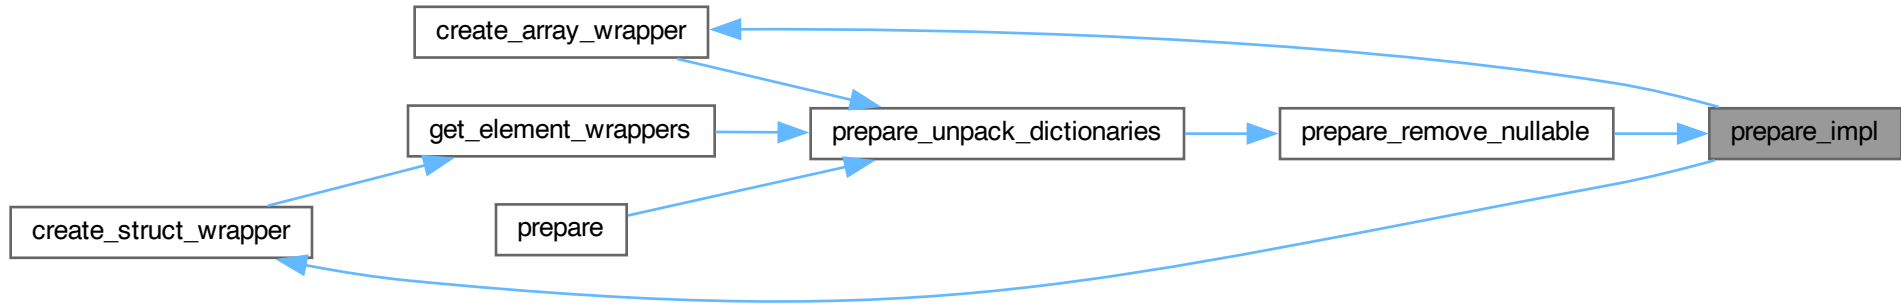 create_array_wrapper
get_element_wrappers
prepare_unpack_dictionaries
prepare_remove_nullable
prepare_impl
create_struct_wrapper
prepare